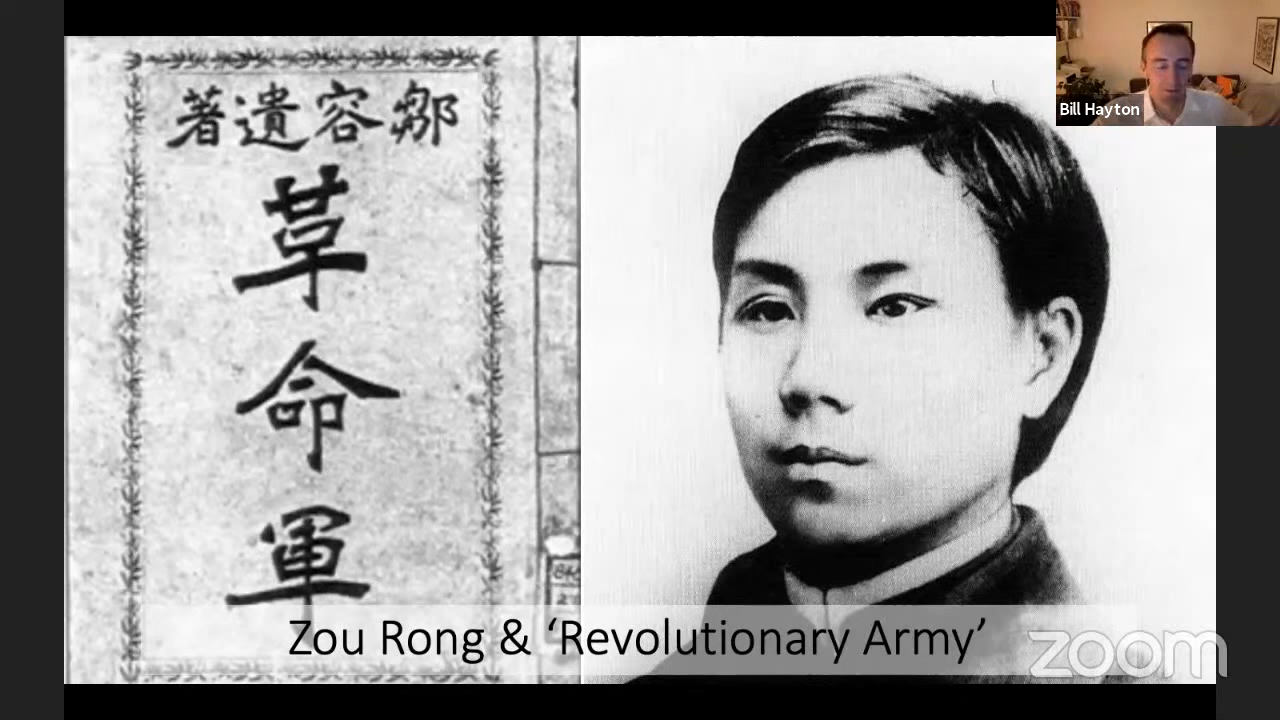 鄒容遺著
革命軍
Bill Hayton
Zou Rong & ‘Revolutionary Army’
zoom